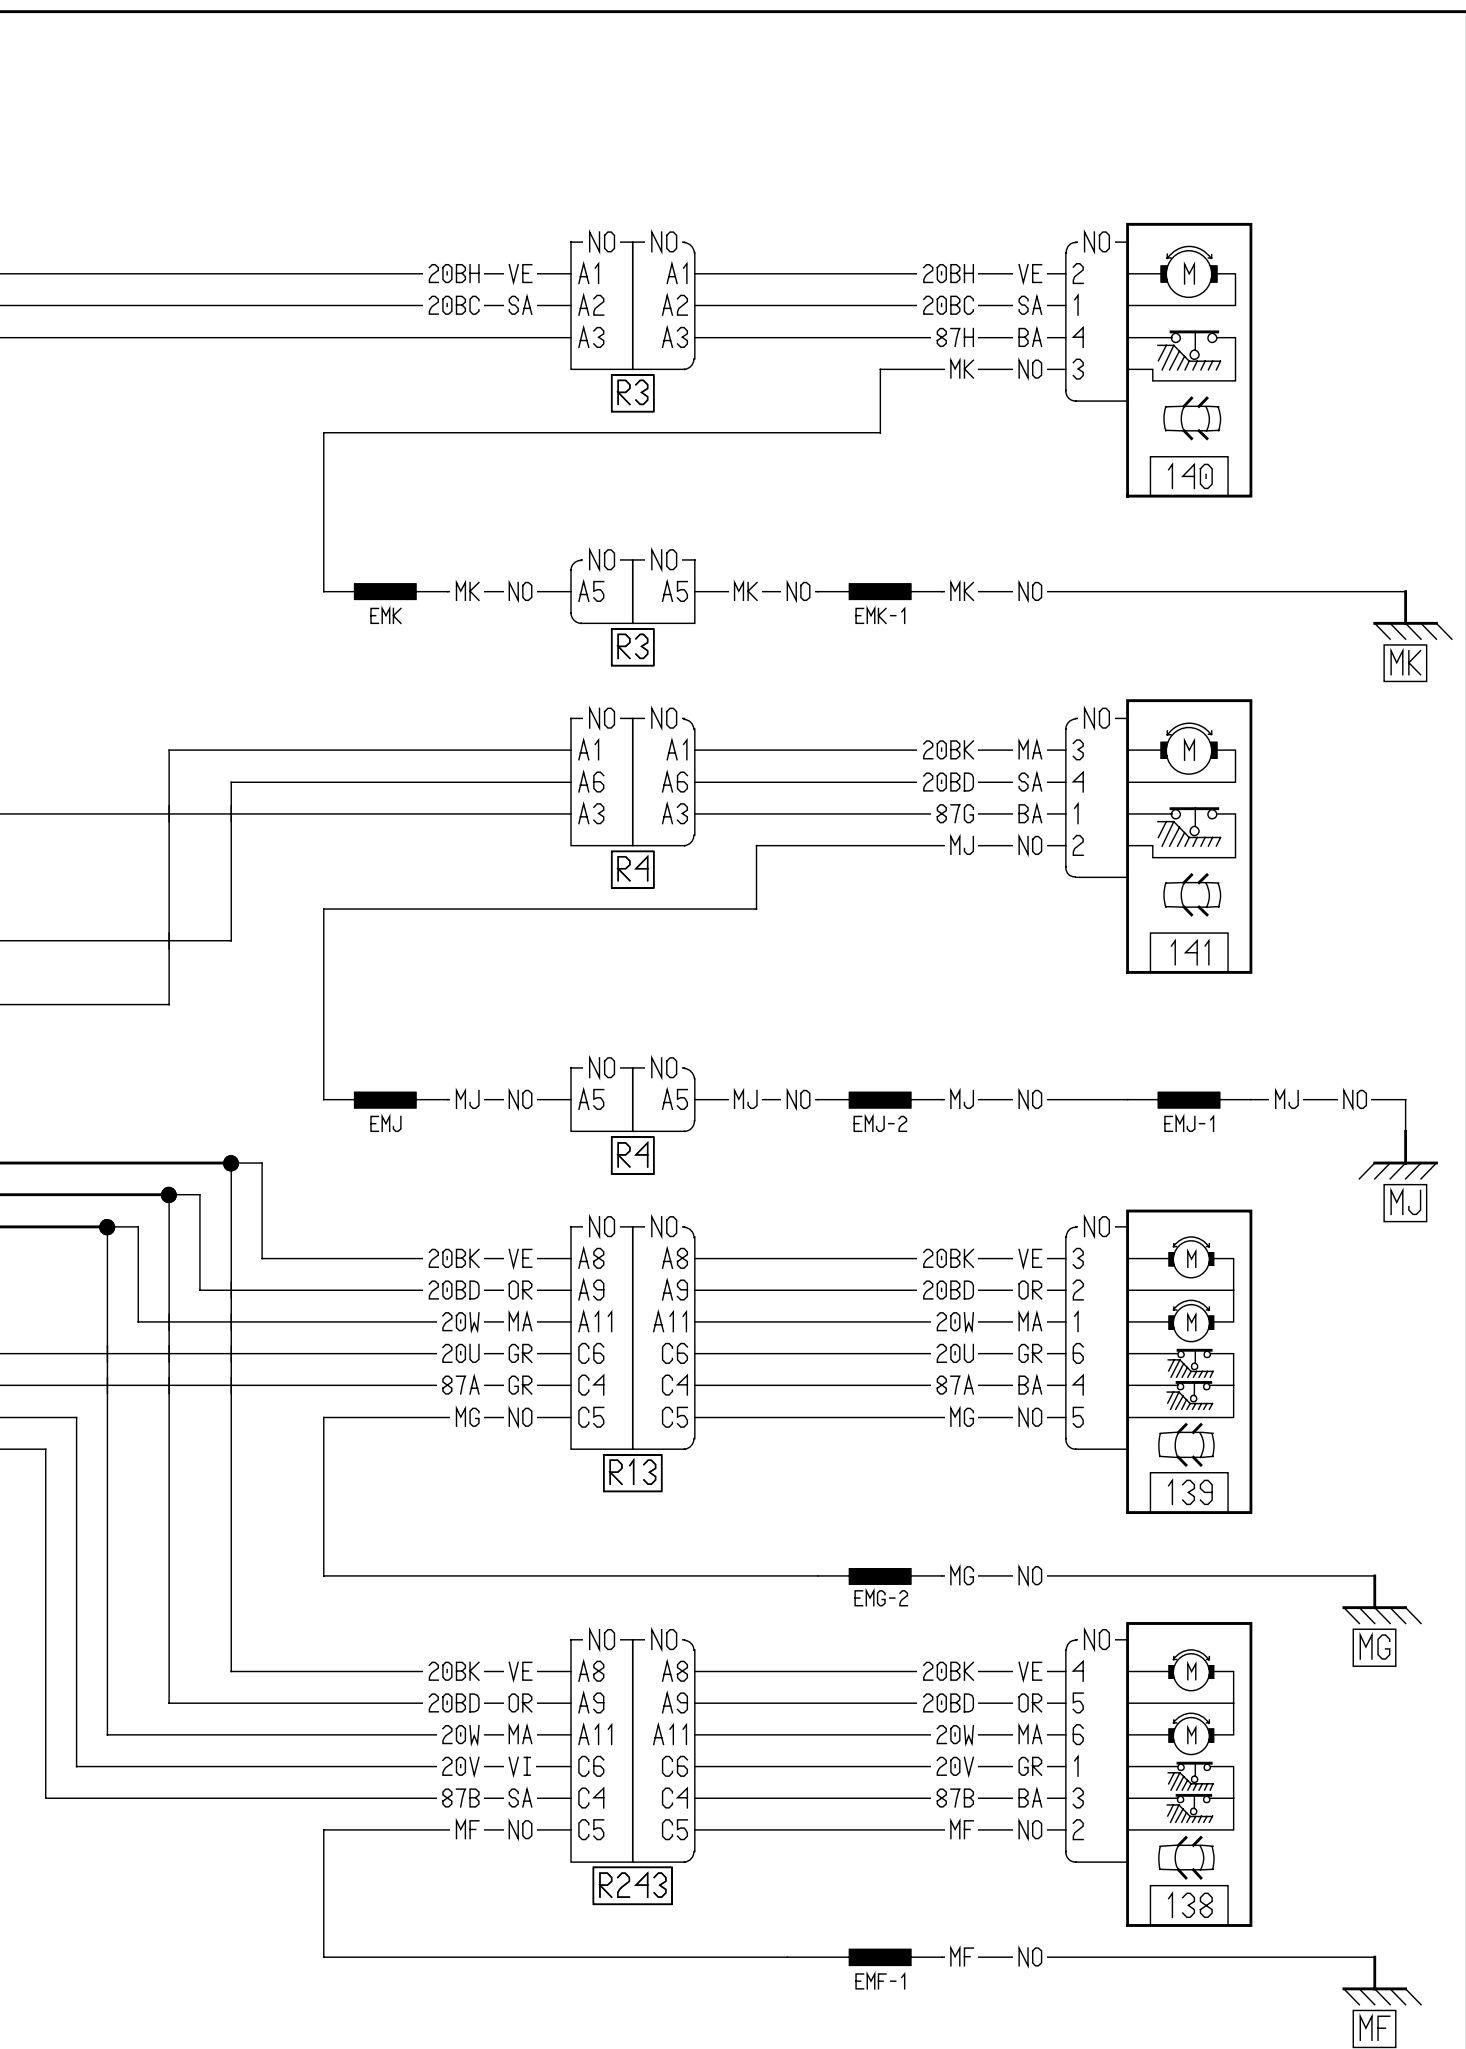 NO NO NO
20BH VE A1 A1 20BH VE 2 M
20BC SA A2 A2 20BC SA 1
A3 A3 87H BA 4
MK NO 3
R3
140
NO NO
MK NO A5 A5 MK NO MK NO
EMK EMK-1
R3
MK
NO NO NO
A1 A1 20BK MA 3 M
A6 A6 20BD SA 4
A3 A3 87G BA 1
MJ NO 2
R4
141
NO NO
MJ NO A5 A5 MJ NO MJ NO MJ NO
EMJ EMJ-2 EMJ-1
R4
MJ
NO NO NO
20BK VE A8 A8 20BK VE 3 M
20BD OR A9 A9 20BD OR 2
20W MA A11 A11 20W MA 1 M
20U GR C6 C6 20U GR 6
87A GR C4 C4 87A BA 4
MG NO C5 C5 MG NO 5
R13
139
MG NO
EMG-2
MG
NO NO NO
20BK VE A8 A8 20BK VE 4 M
20BD OR A9 A9 20BD OR 5
20W MA A11 A11 20W MA 6 M
20V VI C6 C6 20V GR 1
87B SA C4 C4 87B BA 3
MF NO C5 C5 MF NO 2
R243
138
MF NO
EMF-1
MF